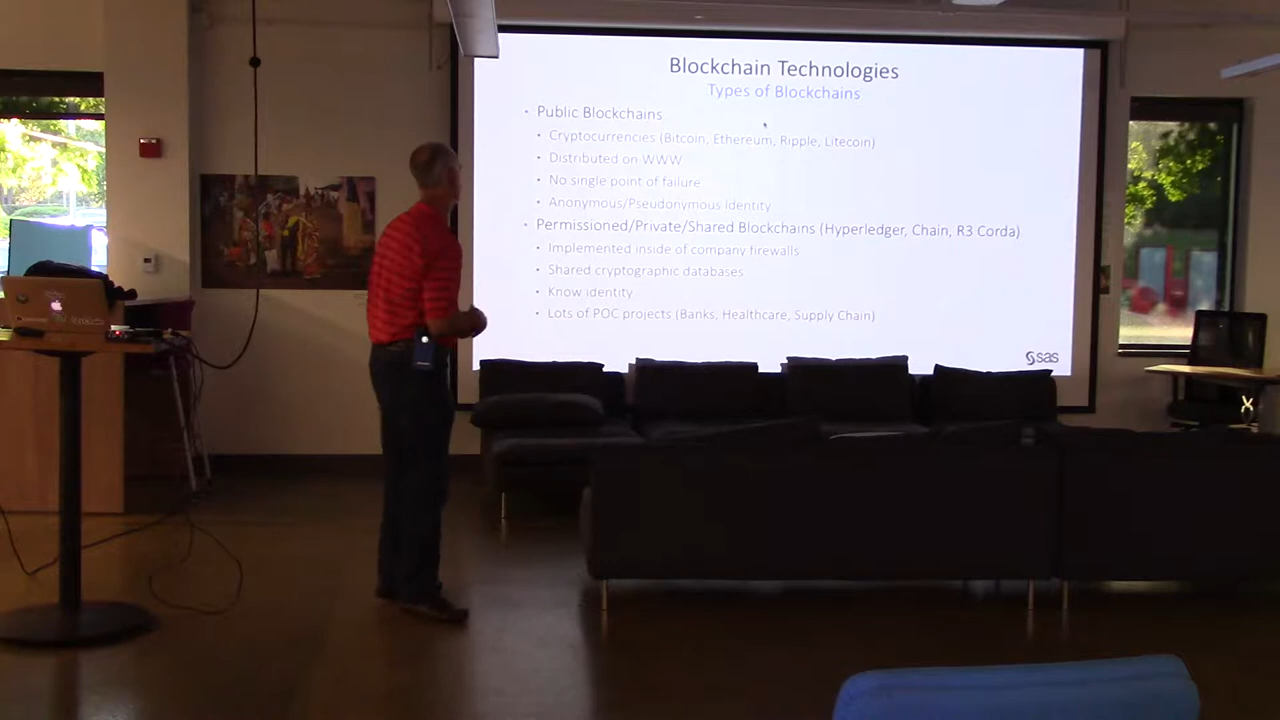 Blockchain Technologies
Types of Blockchains
• Public Blockchains
• Cryptocurrencies (Bitcoin, Ethereum, Ripple, Litecoin)
• Distributed on WWW
• No single point of failure
• Anonymous/Pseudonymous Identity
• Permissioned/Private/Shared Blockchains (Hyperledger, Chain, R3 Corda)
• Implemented inside of company firewalls
• Shared cryptographic databases
• Know identity
• Lots of POC projects (Banks, Healthcare, Supply Chain)
sas